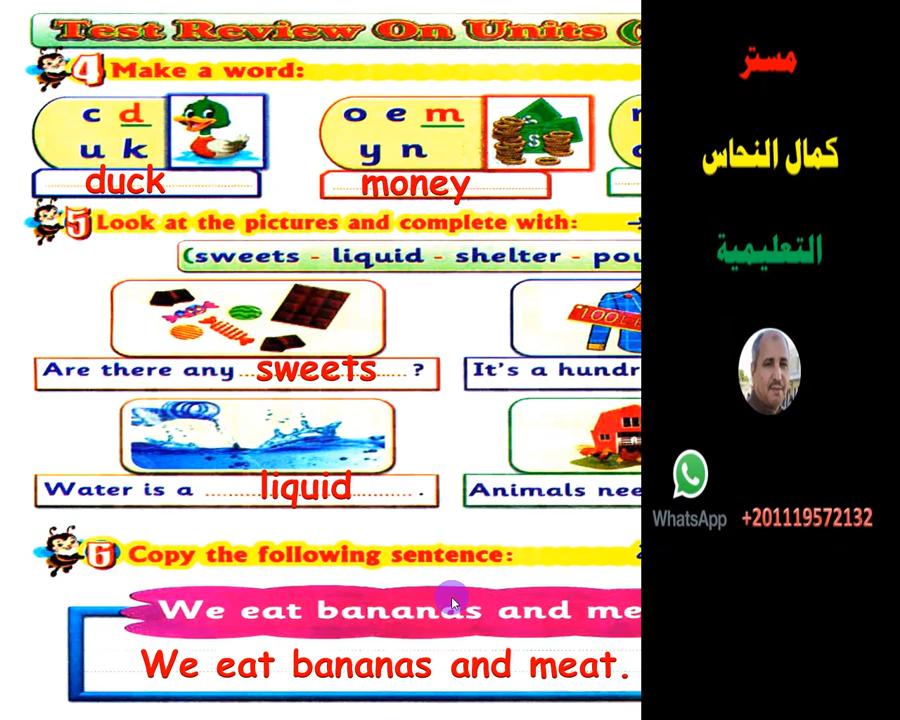 Test Review On Units (
4 Make a word:
c d
u k
duck
o e m
y n
money
$
5 Look at the pictures and complete with:
(sweets - liquid - shelter - pou
Are there any ...sweets... ?
It's a hundr
Water is a ...liquid... .
Animals nee
6 Copy the following sentence:
We eat bananas and me
We eat bananas and meat.
مستر
كمال النحاس
التعليمية
WhatsApp +201119572132